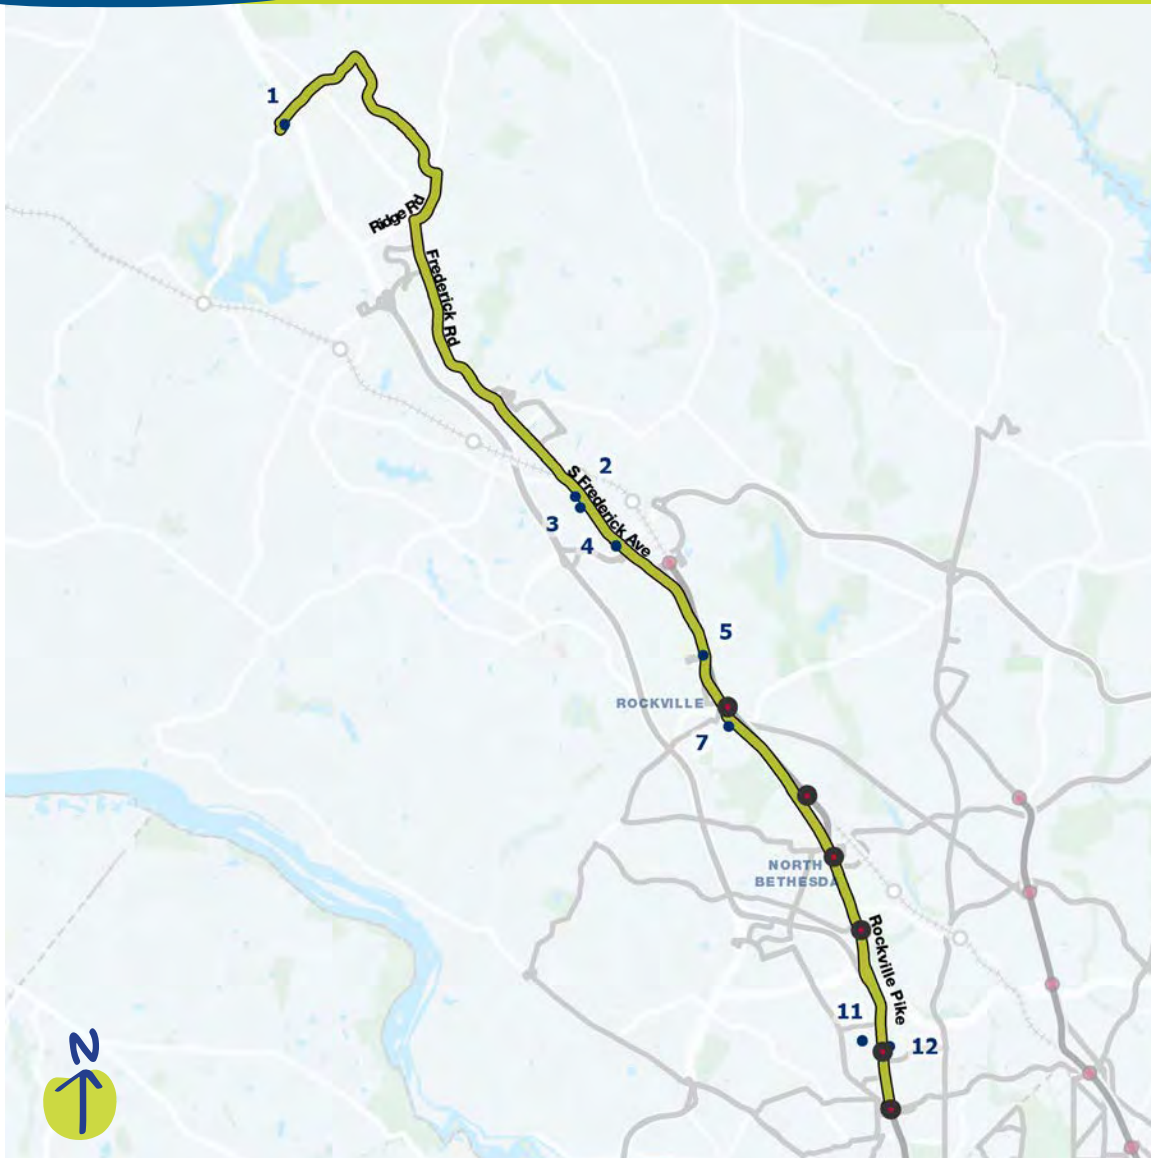 1
Ridge Rd
Frederick Rd
2
S Frederick Ave
3
4
5
ROCKVILLE
7
NORTH
BETHESDA
Rockville Pike
11
12
N